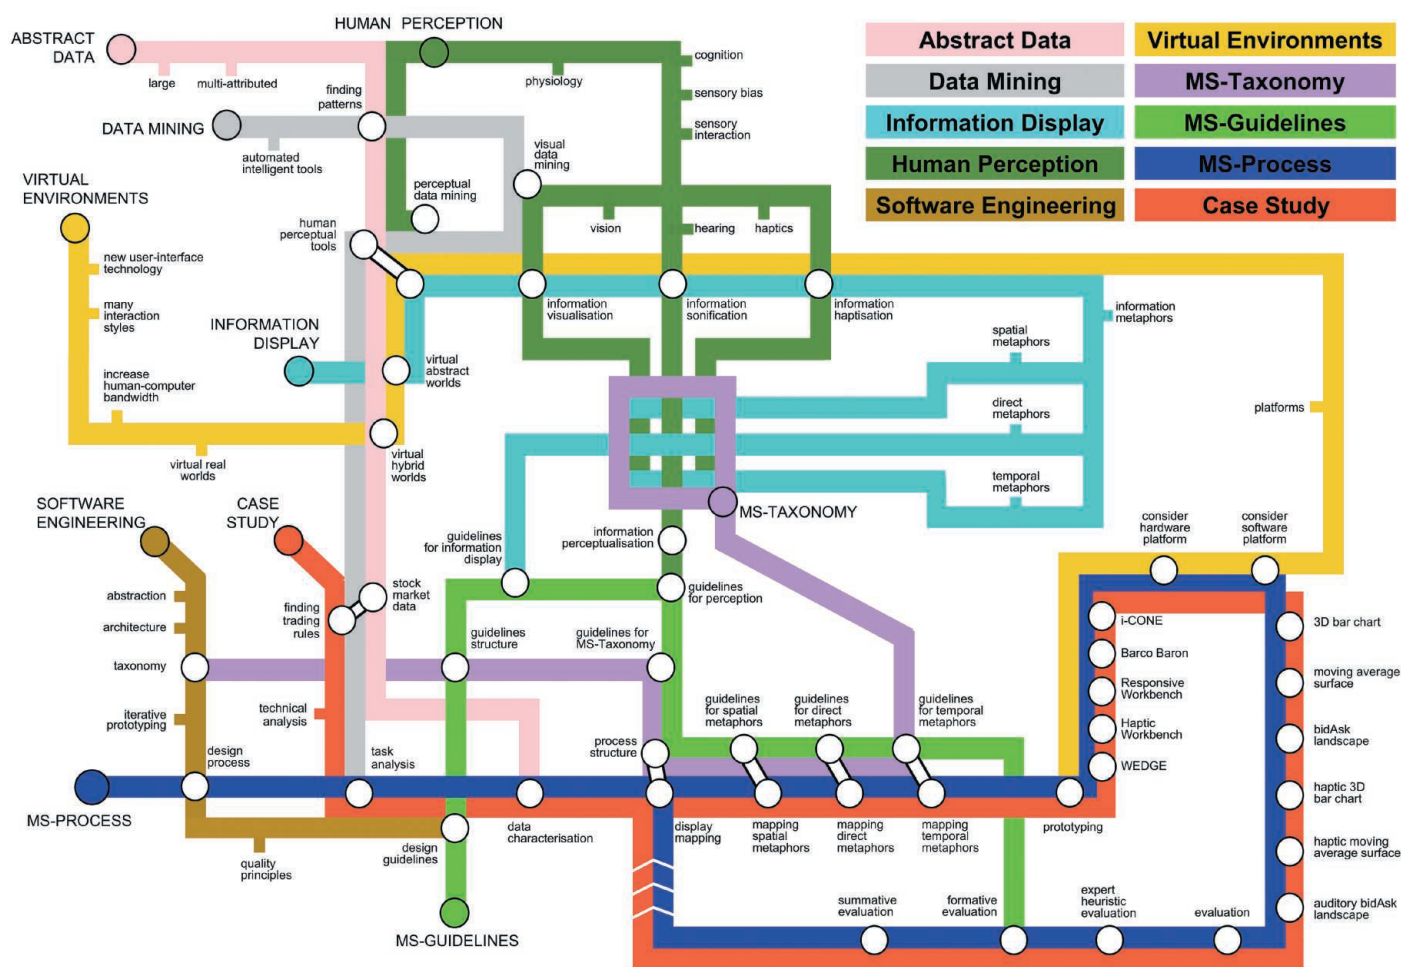 HUMAN PERCEPTION
ABSTRACT
DATA
large
multi-attributed
finding
patterns
physiology
cognition
sensory bias
sensory
interaction
Abstract Data
Virtual Environments
Data Mining
MS-Taxonomy
Information Display
MS-Guidelines
Human Perception
MS-Process
Software Engineering
Case Study
DATA MINING
automated
intelligent tools
visual
data
mining
perceptual
data mining
VIRTUAL
ENVIRONMENTS
human
perceptual
tools
vision
hearing
haptics
new user-interface
technology
many
interaction
styles
information
visualisation
information
sonification
information
haptisation
information
metaphors
INFORMATION
DISPLAY
spatial
metaphors
virtual
abstract
worlds
increase
human-computer
bandwidth
direct
metaphors
platforms
virtual real
worlds
virtual
hybrid
worlds
temporal
metaphors
SOFTWARE
ENGINEERING
CASE
STUDY
MS-TAXONOMY
guidelines
for information
display
information
perceptualisation
consider
hardware
platform
consider
software
platform
abstraction
architecture
taxonomy
iterative
prototyping
finding
trading
rules
stock
market
data
guidelines
for perception
guidelines
structure
guidelines for
MS-Taxonomy
i-CONE
Barco Baron
Responsive
Workbench
Haptic
Workbench
WEDGE
3D bar chart
moving average
surface
bidAsk
landscape
haptic 3D
bar chart
haptic moving
average surface
auditory bidAsk
landscape
technical
analysis
guidelines
for spatial
metaphors
guidelines
for direct
metaphors
guidelines
for temporal
metaphors
design
process
task
analysis
process
structure
MS-PROCESS
quality
principles
design
guidelines
data
characterisation
display
mapping
mapping
spatial
metaphors
mapping
direct
metaphors
mapping
temporal
metaphors
prototyping
MS-GUIDELINES
summative
evaluation
formative
evaluation
expert
heuristic
evaluation
evaluation